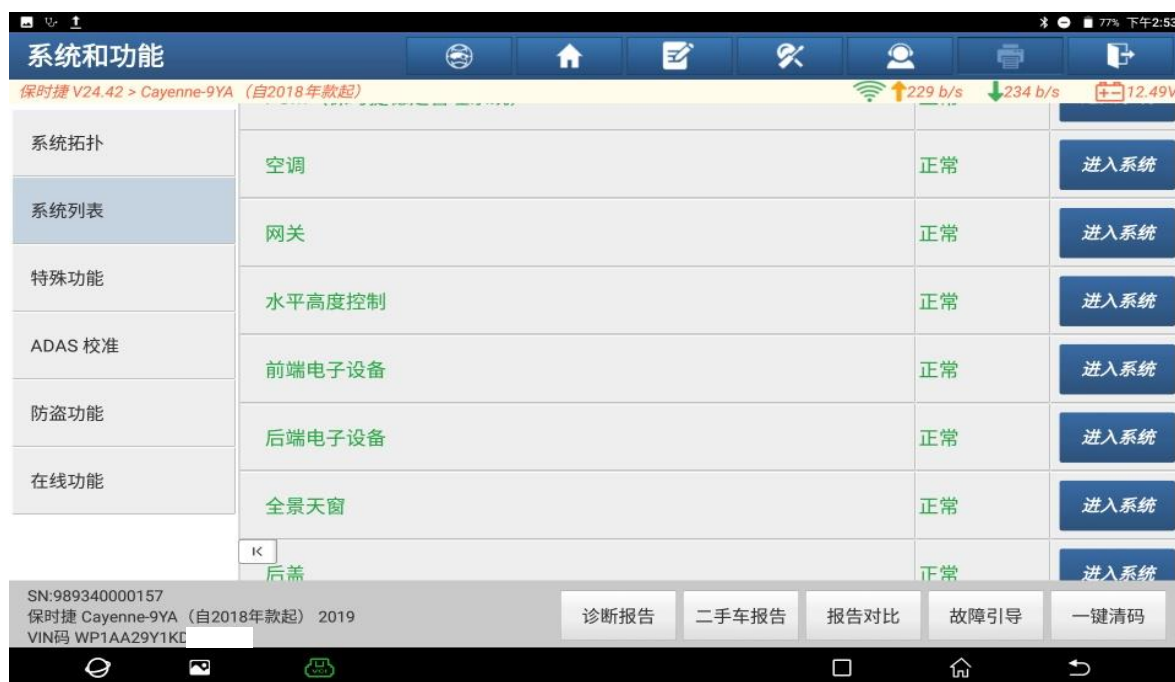 77% 下午2:53
系统和功能
保时捷 V24.42 > Cayenne-9YA （自2018年款起）
229 b/s
234 b/s
12.49V
系统拓扑
系统列表
特殊功能
ADAS 校准
防盗功能
在线功能
空调 正常 进入系统
网关 正常 进入系统
水平高度控制 正常 进入系统
前端电子设备 正常 进入系统
后端电子设备 正常 进入系统
全景天窗 正常 进入系统
后盖 正常 进入系统
SN:989340000157
保时捷 Cayenne-9YA（自2018年款起） 2019
VIN码 WP1AA29Y1KD
诊断报告 二手车报告 报告对比 故障引导 一键清码
VCI